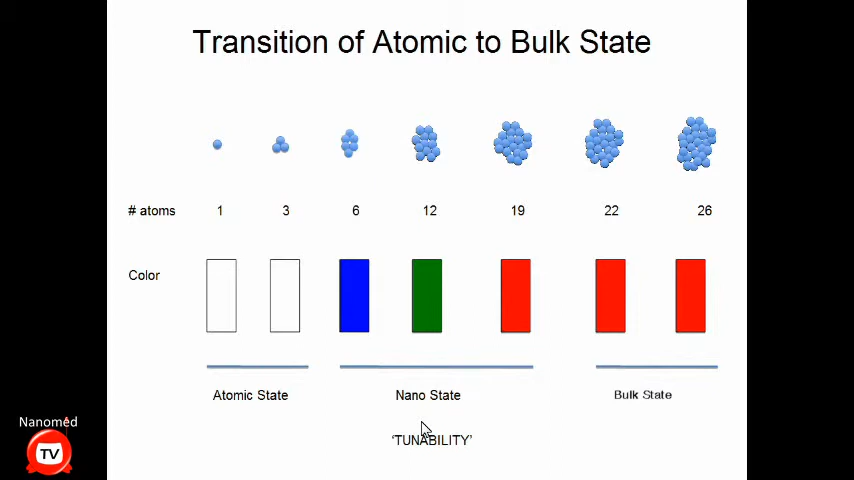 Transition of Atomic to Bulk State
# atoms 1 3 6 12 19 22 26
Color
Atomic State Nano State Bulk State
'TUNABILITY'
Nanomed
TV